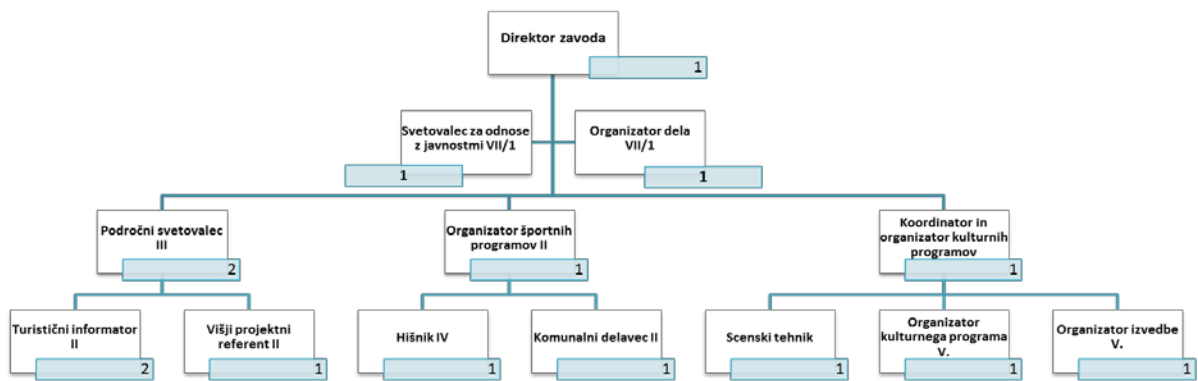 Direktor zavoda
1
Svetovalec za odnose
z javnostmi VII/1
1
Organizator dela
VII/1
1
Področni svetovalec
III
2
Organizator športnih
programov II
1
Koordinator in
organizator kulturnih
programov
1
Turistični informator
II
2
Višji projektni
referent II
1
Hišnik IV
1
Komunalni delavec II
1
Scenski tehnik
1
Organizator
kulturnega programa
V.
1
Organizator izvedbe
V.
1